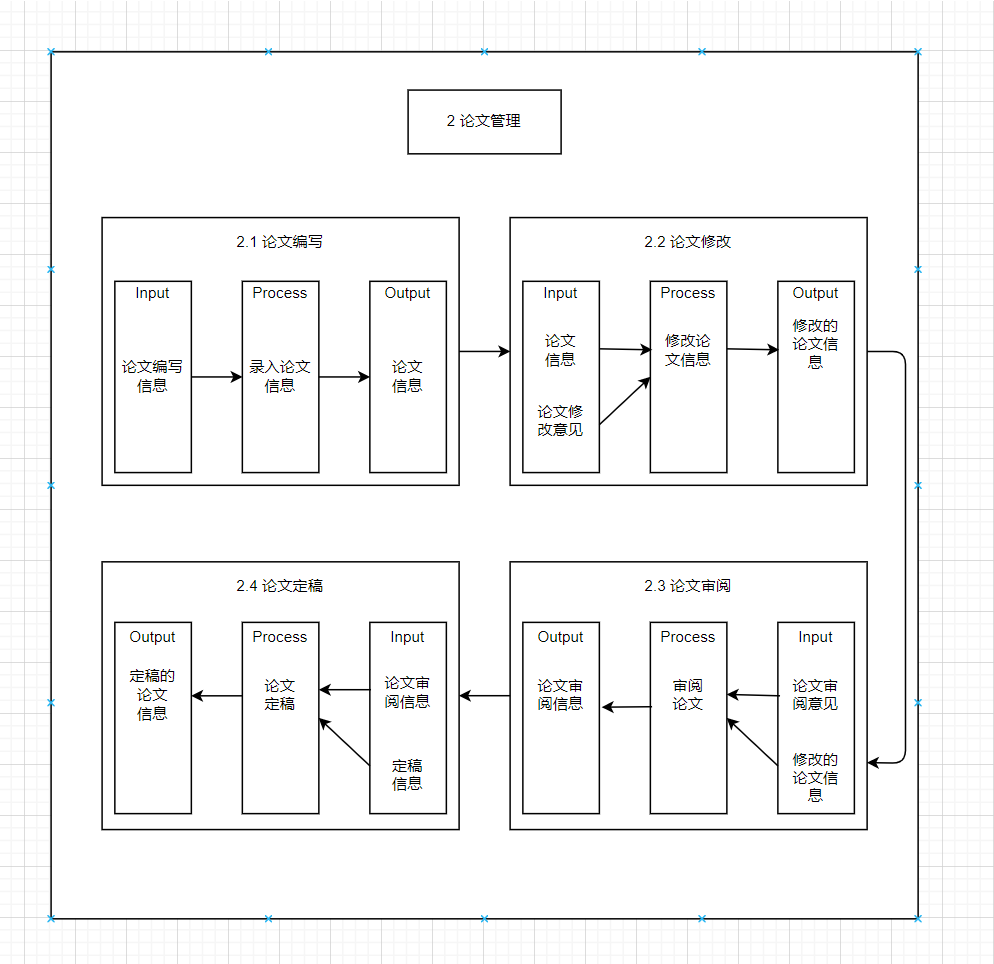 2 论文管理
2.1 论文编写
Input
论文编写
信息
Process
录入论文
信息
Output
论文
信息
2.2 论文修改
Input
论文
信息
论文修
改意见
Process
修改论
文信息
Output
修改的
论文信
息
2.4 论文定稿
Output
定稿的
论文
信息
Process
论文
定稿
Input
论文审
阅信息
定稿
信息
2.3 论文审阅
Output
论文审
阅信息
Process
审阅
论文
Input
论文审
阅意见
修改的
论文信
息